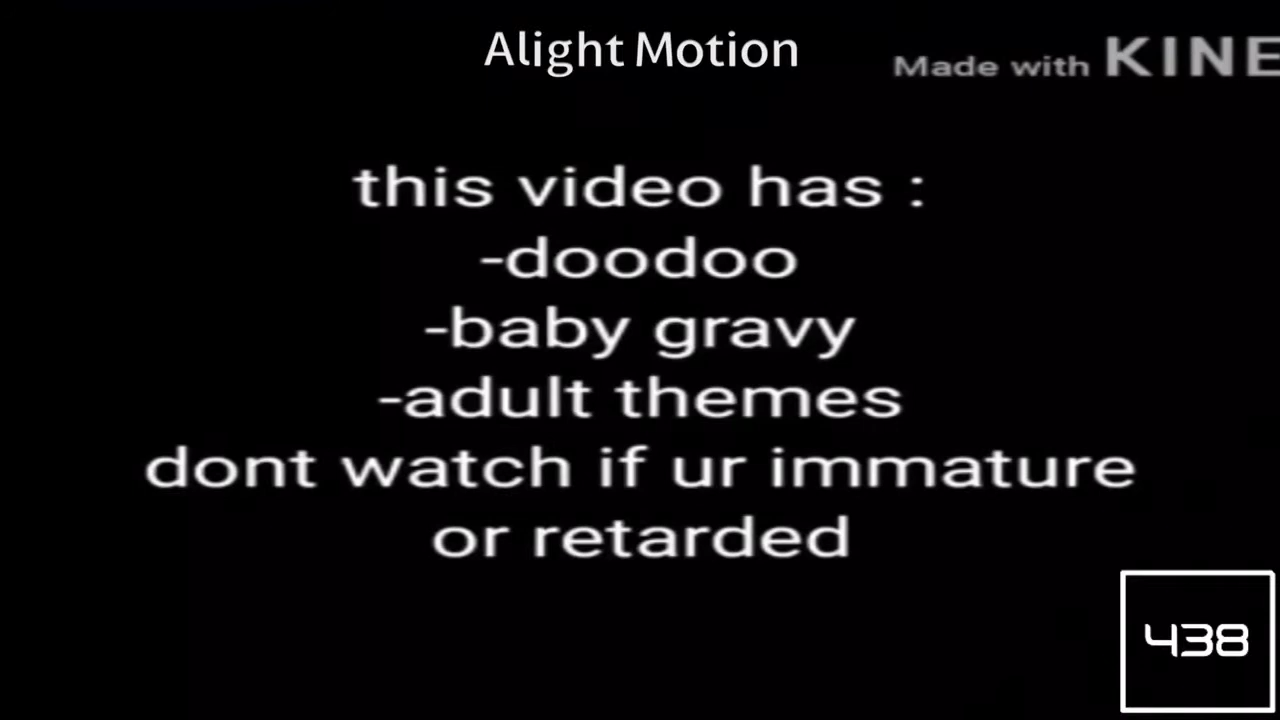 Alight Motion
Made with KINE
this video has :
-doodoo
-baby gravy
-adult themes
dont watch if ur immature
or retarded
438